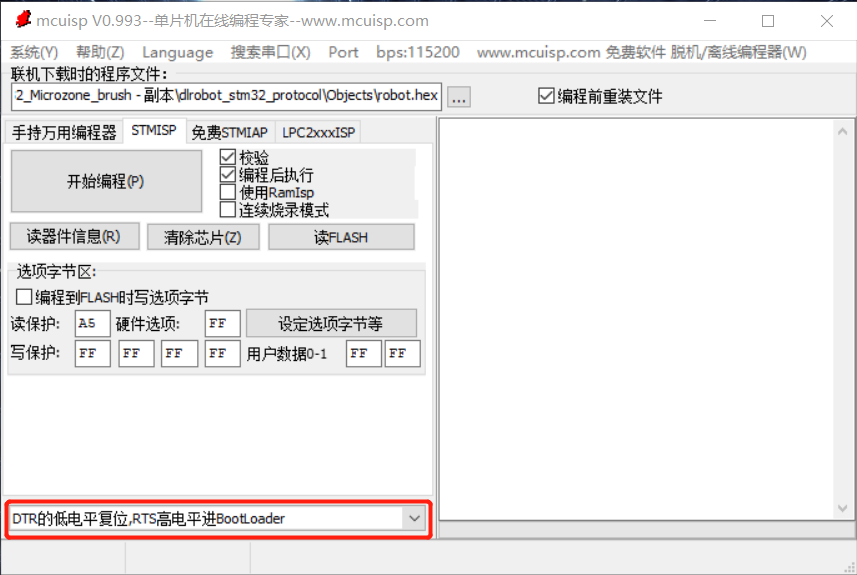 mcuisp V0.993--单片机在线编程专家--www.mcuisp.com
系统(Y) 帮助(Z) Language 搜索串口(X) Port bps:115200 www.mcuisp.com 免费软件 脱机/离线编程器(W)
联机下载时的程序文件:
2_Microzone_brush - 副本\dlrobot_stm32_protocol\Objects\robot.hex ... 编程前重装文件
手持万用编程器 STMISP 免费STMIAP LPC2xxxISP
开始编程(P)
校验
编程后执行
使用RamIsp
连续烧录模式
读器件信息(R) 清除芯片(Z) 读FLASH
选项字节区:
编程到FLASH时写选项字节
读保护: A5 硬件选项: FF 设定选项字节等
写保护: FF FF FF FF 用户数据0-1 FF FF
DTR的低电平复位,RTS高电平进BootLoader